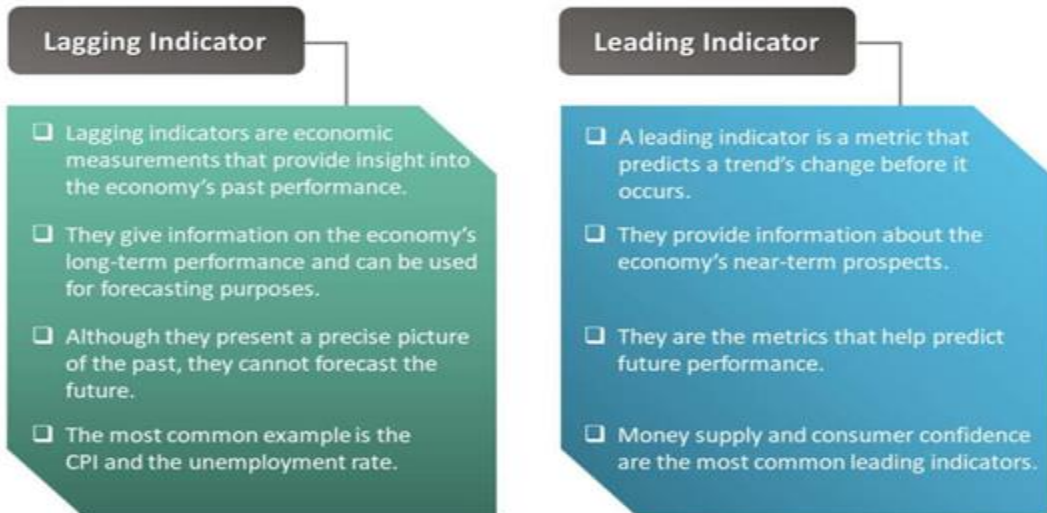 Lagging Indicator
❑ Lagging indicators are economic
measurements that provide insight into
the economy's past performance.
❑ They give information on the economy's
long-term performance and can be used
for forecasting purposes.
❑ Although they present a precise picture
of the past, they cannot forecast the
future.
❑ The most common example is the
CPI and the unemployment rate.
Leading Indicator
❑ A leading indicator is a metric that
predicts a trend's change before it
occurs.
❑ They provide information about the
economy's near-term prospects.
❑ They are the metrics that help predict
future performance.
❑ Money supply and consumer confidence
are the most common leading indicators.